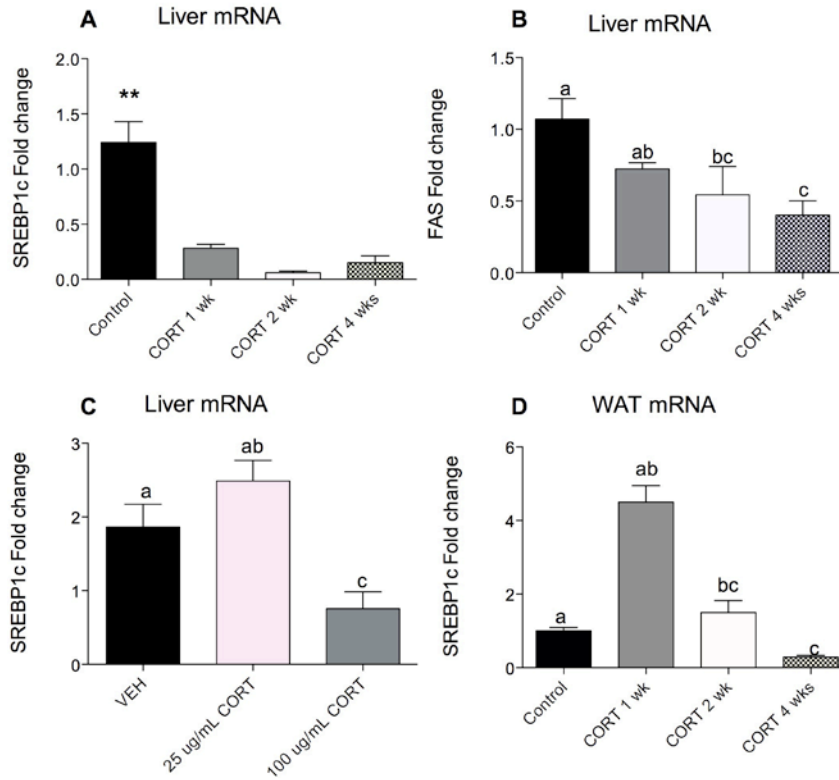 A
Liver mRNA
SREBP1c Fold change
2.0
1.5
1.0
0.5
0.0
**
Control
CORT 1 wk
CORT 2 wk
CORT 4 wks
B
Liver mRNA
FAS Fold change
1.5
1.0
0.5
0.0
a
ab
bc
c
Control
CORT 1 wk
CORT 2 wk
CORT 4 wks
C
Liver mRNA
SREBP1c Fold change
3
2
1
0
a
ab
c
VEH
25 ug/mL CORT
100 ug/mL CORT
D
WAT mRNA
SREBP1c Fold change
6
4
2
0
a
ab
bc
c
Control
CORT 1 wk
CORT 2 wk
CORT 4 wks